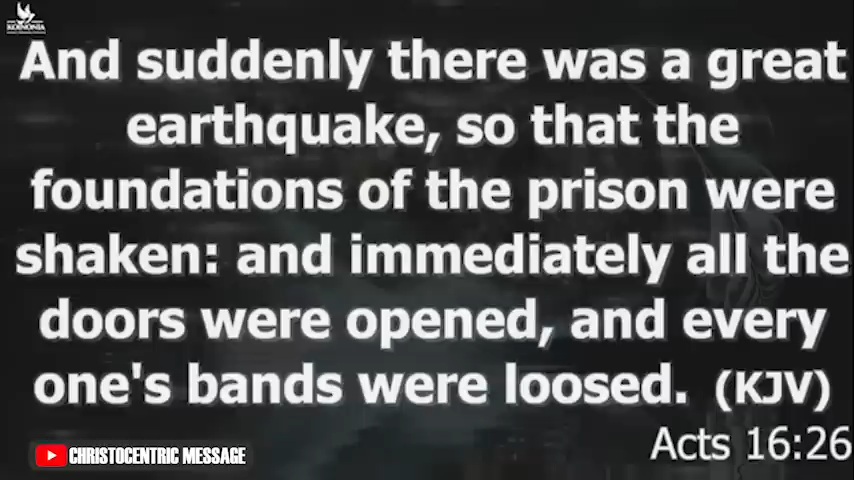 KOINONIA
And suddenly there was a great
earthquake, so that the
foundations of the prison were
shaken: and immediately all the
doors were opened, and every
one's bands were loosed. (KJV)
Acts 16:26
CHRISTOCENTRIC MESSAGE